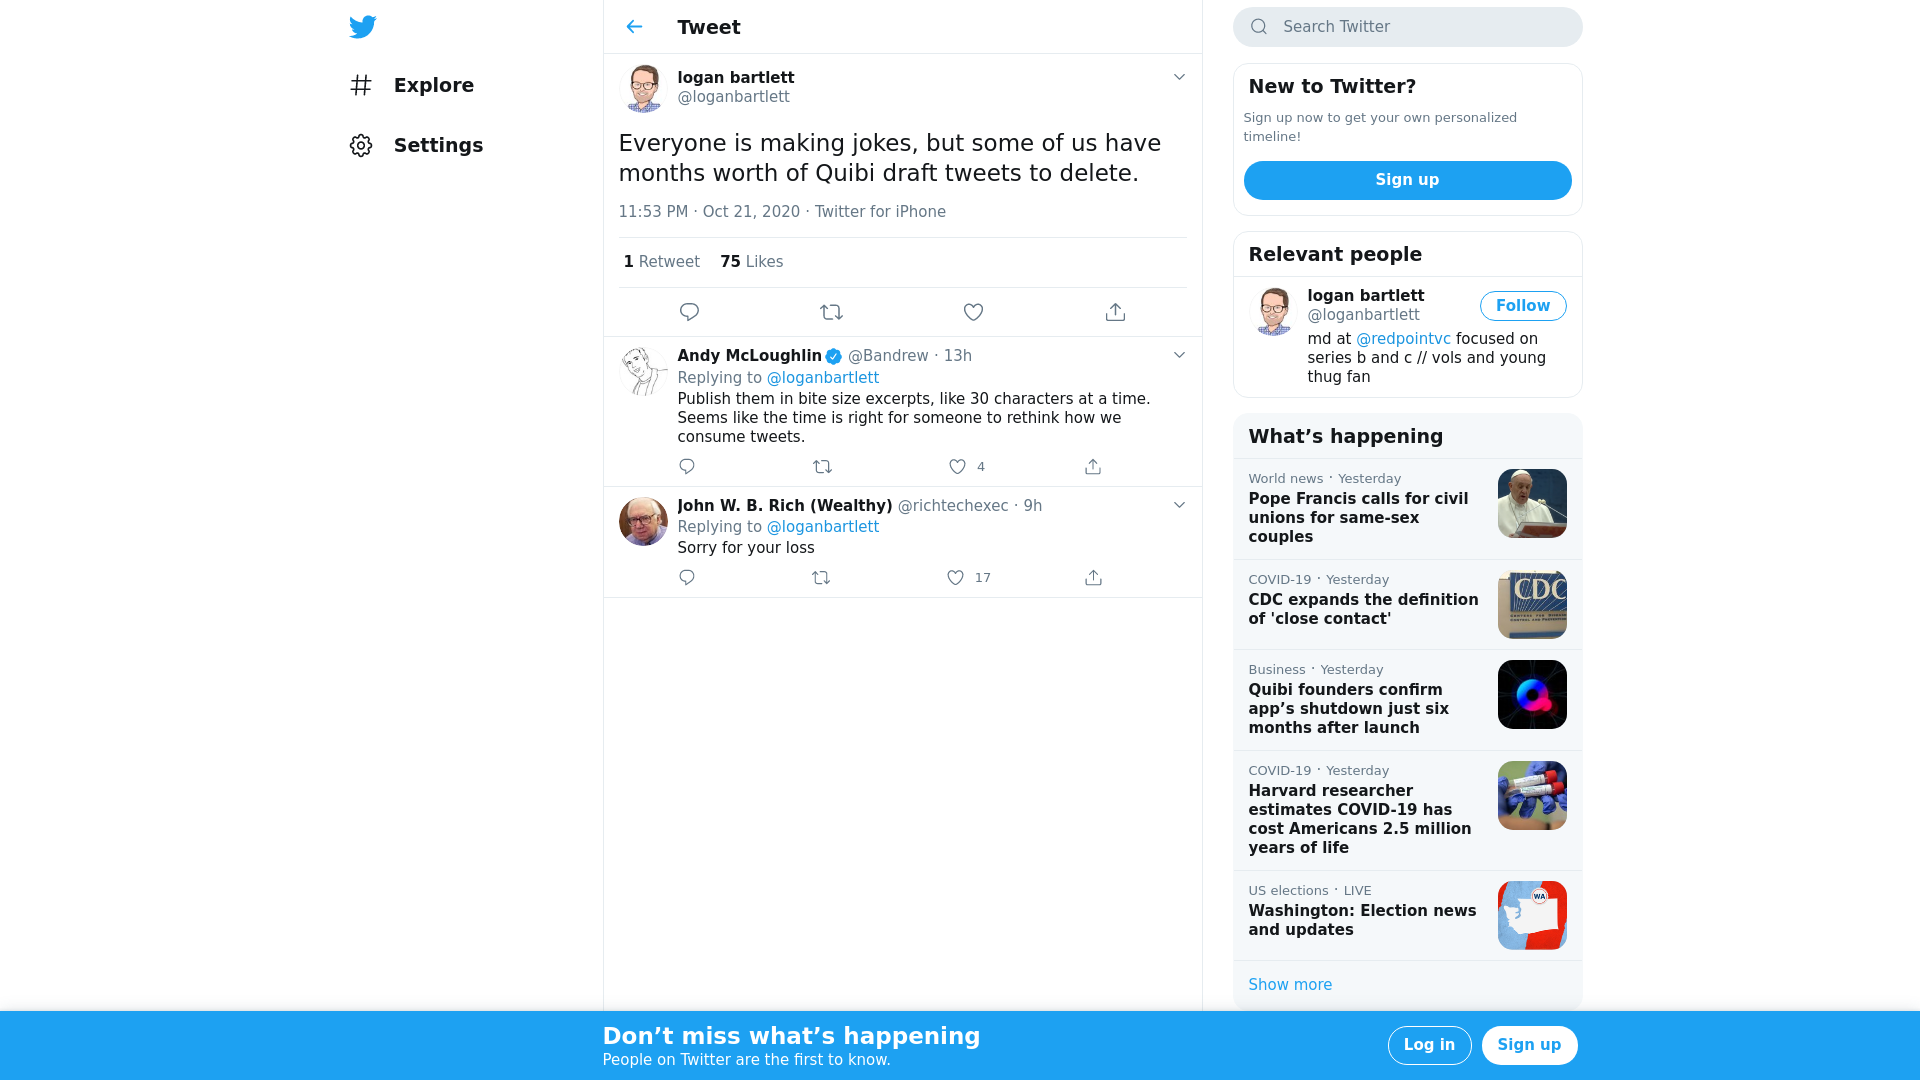 Explore
Settings
Tweet
logan bartlett
@loganbartlett
Everyone is making jokes, but some of us have
months worth of Quibi draft tweets to delete.
11:53 PM · Oct 21, 2020 · Twitter for iPhone
1 Retweet 75 Likes
Andy McLoughlin @Bandrew · 13h
Replying to @loganbartlett
Publish them in bite size excerpts, like 30 characters at a time.
Seems like the time is right for someone to rethink how we
consume tweets.
4
John W. B. Rich (Wealthy) @richtechexec · 9h
Replying to @loganbartlett
Sorry for your loss
17
Search Twitter
New to Twitter?
Sign up now to get your own personalized
timeline!
Sign up
Relevant people
logan bartlett
@loganbartlett
Follow
md at @redpointvc focused on
series b and c // vols and young
thug fan
What’s happening
World news · Yesterday
Pope Francis calls for civil
unions for same-sex
couples
COVID-19 · Yesterday
CDC expands the definition
of 'close contact'
CDC
Business · Yesterday
Quibi founders confirm
app’s shutdown just six
months after launch
COVID-19 · Yesterday
Harvard researcher
estimates COVID-19 has
cost Americans 2.5 million
years of life
US elections · LIVE
Washington: Election news
and updates
WA
Show more
Don’t miss what’s happening
People on Twitter are the first to know.
Log in
Sign up